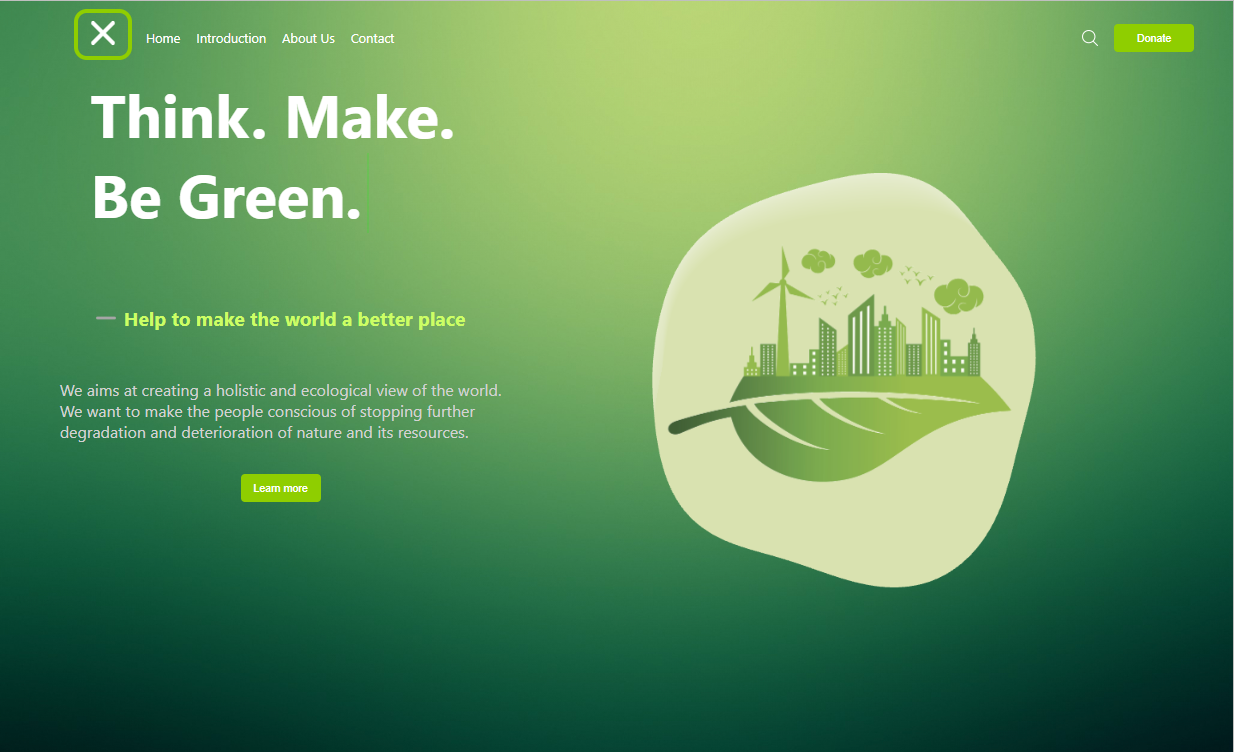 Home Introduction About Us Contact
Donate
Think. Make.
Be Green.
Help to make the world a better place
We aims at creating a holistic and ecological view of the world.
We want to make the people conscious of stopping further
degradation and deterioration of nature and its resources.
Learn more